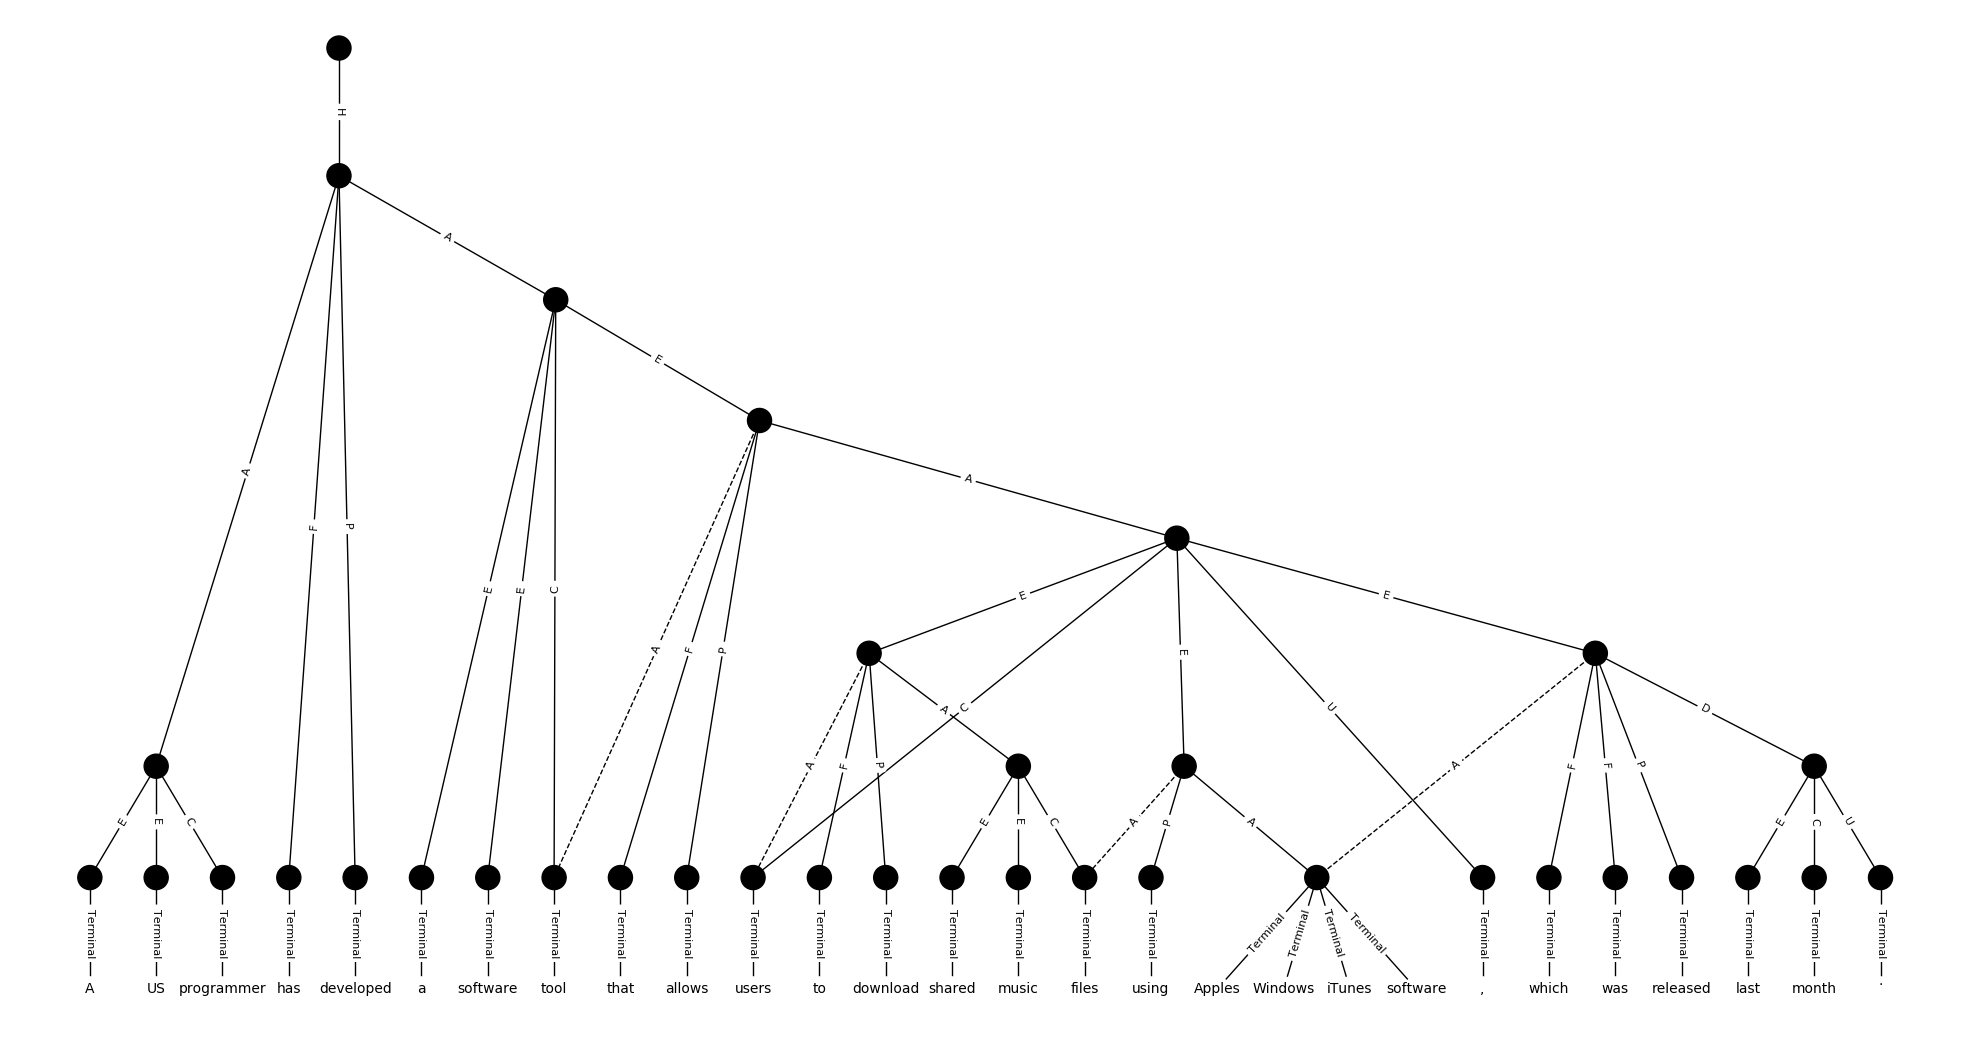 H
A
E
A
A
F
P
E
E
C
A
F
P
E
E
E
A
C
U
D
A
F
P
A
F
F
P
E
E
C
E
E
C
A
P
A
E
C
U
Terminal Terminal Terminal Terminal Terminal Terminal Terminal Terminal Terminal Terminal Terminal Terminal Terminal Terminal Terminal Terminal Terminal Terminal Terminal Terminal Terminal Terminal Terminal Terminal Terminal Terminal Terminal Terminal
A US programmer has developed a software tool that allows users to download shared music files using Apples Windows iTunes software , which was released last month .